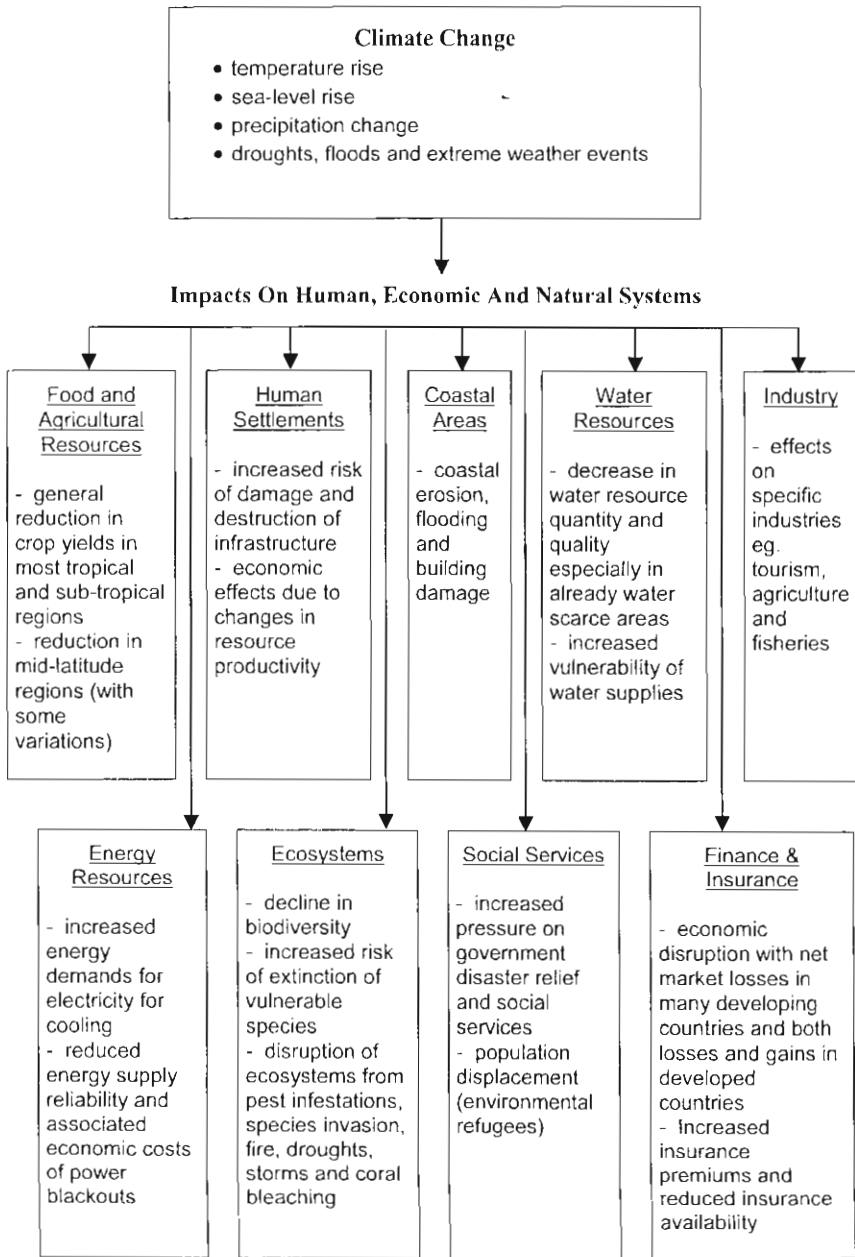 Climate Change
• temperature rise
• sea-level rise
• precipitation change
• droughts, floods and extreme weather events
Impacts On Human, Economic And Natural Systems
Food and
Agricultural
Resources
- general
reduction in
crop yields in
most tropical
and sub-tropical
regions
- reduction in
mid-latitude
regions (with
some
variations)
Human
Settlements
- increased risk
of damage and
destruction of
infrastructure
- economic
effects due to
changes in
resource
productivity
Coastal
Areas
- coastal
erosion,
flooding
and
building
damage
Water
Resources
- decrease in
water resource
quantity and
quality
especially in
already water
scarce areas
- increased
vulnerability of
water supplies
Industry
- effects
on
specific
industries
eg.
tourism,
agriculture
and
fisheries
Energy
Resources
- increased
energy
demands for
electricity for
cooling
- reduced
energy supply
reliability and
associated
economic costs
of power
blackouts
Ecosystems
- decline in
biodiversity
- increased risk
of extinction of
vulnerable
species
- disruption of
ecosystems from
pest infestations,
species invasion,
fire, droughts,
storms and coral
bleaching
Social Services
- increased
pressure on
government
disaster relief
and social
services
- population
displacement
(environmental
refugees)
Finance &
Insurance
- economic
disruption with net
market losses in
many developing
countries and both
losses and gains in
developed
countries
- Increased
insurance
premiums and
reduced insurance
availability